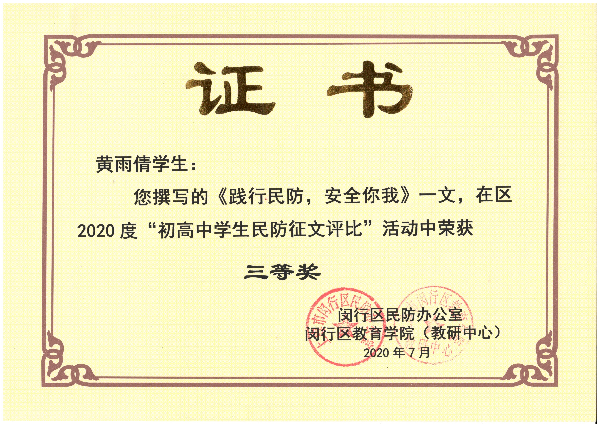 证书
黄雨倩学生：
您撰写的《践行民防，安全你我》一文，在区
2020度“初高中学生民防征文评比”活动中荣获
三等奖
闵行区民防办公室
闵行区教育学院（教研中心）
2020年7月